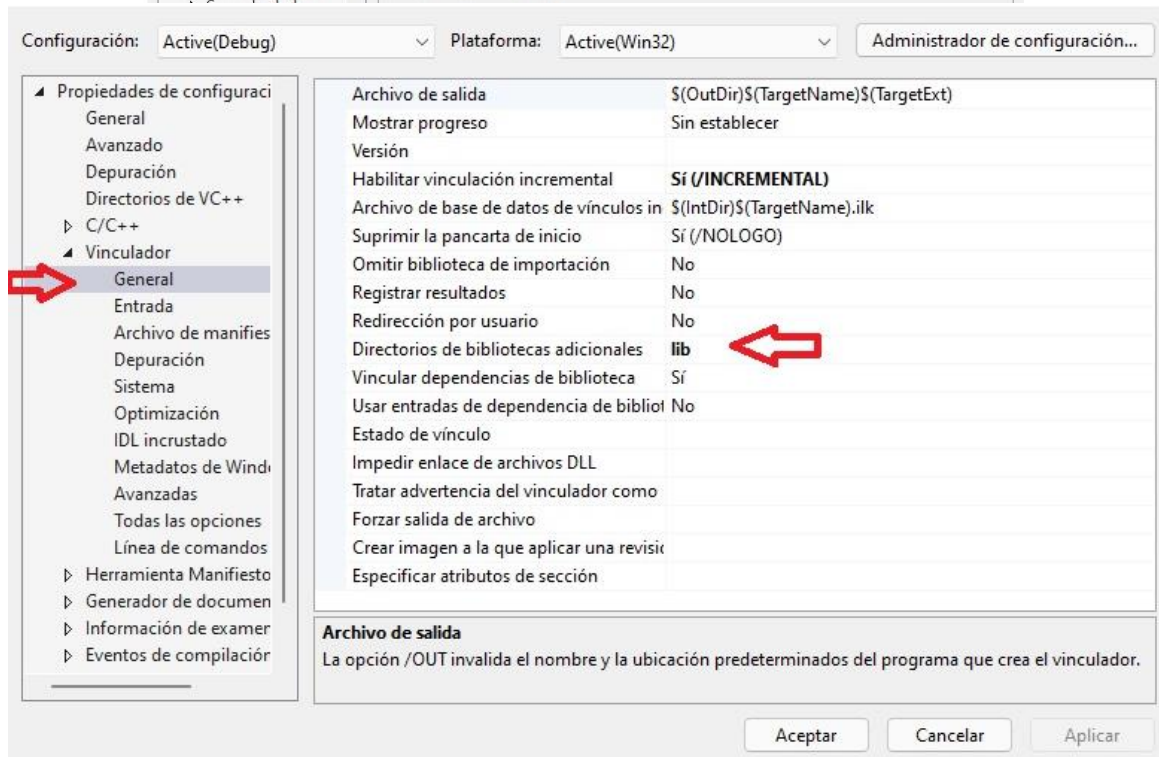 Configuración: Active(Debug) Plataforma: Active(Win32) Administrador de configuración...
Propiedades de configuraci
General
Avanzado
Depuración
Directorios de VC++
C/C++
Vinculador
General
Entrada
Archivo de manifies
Depuración
Sistema
Optimización
IDL incrustado
Metadatos de Wind
Avanzadas
Todas las opciones
Línea de comandos
Herramienta Manifiesto
Generador de documen
Información de examer
Eventos de compilación
Archivo de salida $(OutDir)$(TargetName)$(TargetExt)
Mostrar progreso Sin establecer
Versión
Habilitar vinculación incremental Sí (/INCREMENTAL)
Archivo de base de datos de vínculos in $(IntDir)$(TargetName).ilk
Suprimir la pancarta de inicio Sí (/NOLOGO)
Omitir biblioteca de importación No
Registrar resultados No
Redirección por usuario No
Directorios de bibliotecas adicionales lib
Vincular dependencias de biblioteca Sí
Usar entradas de dependencia de bibliot No
Estado de vínculo
Impedir enlace de archivos DLL
Tratar advertencia del vinculador como
Forzar salida de archivo
Crear imagen a la que aplicar una revisic
Especificar atributos de sección
Archivo de salida
La opción /OUT invalida el nombre y la ubicación predeterminados del programa que crea el vinculador.
Aceptar Cancelar Aplicar